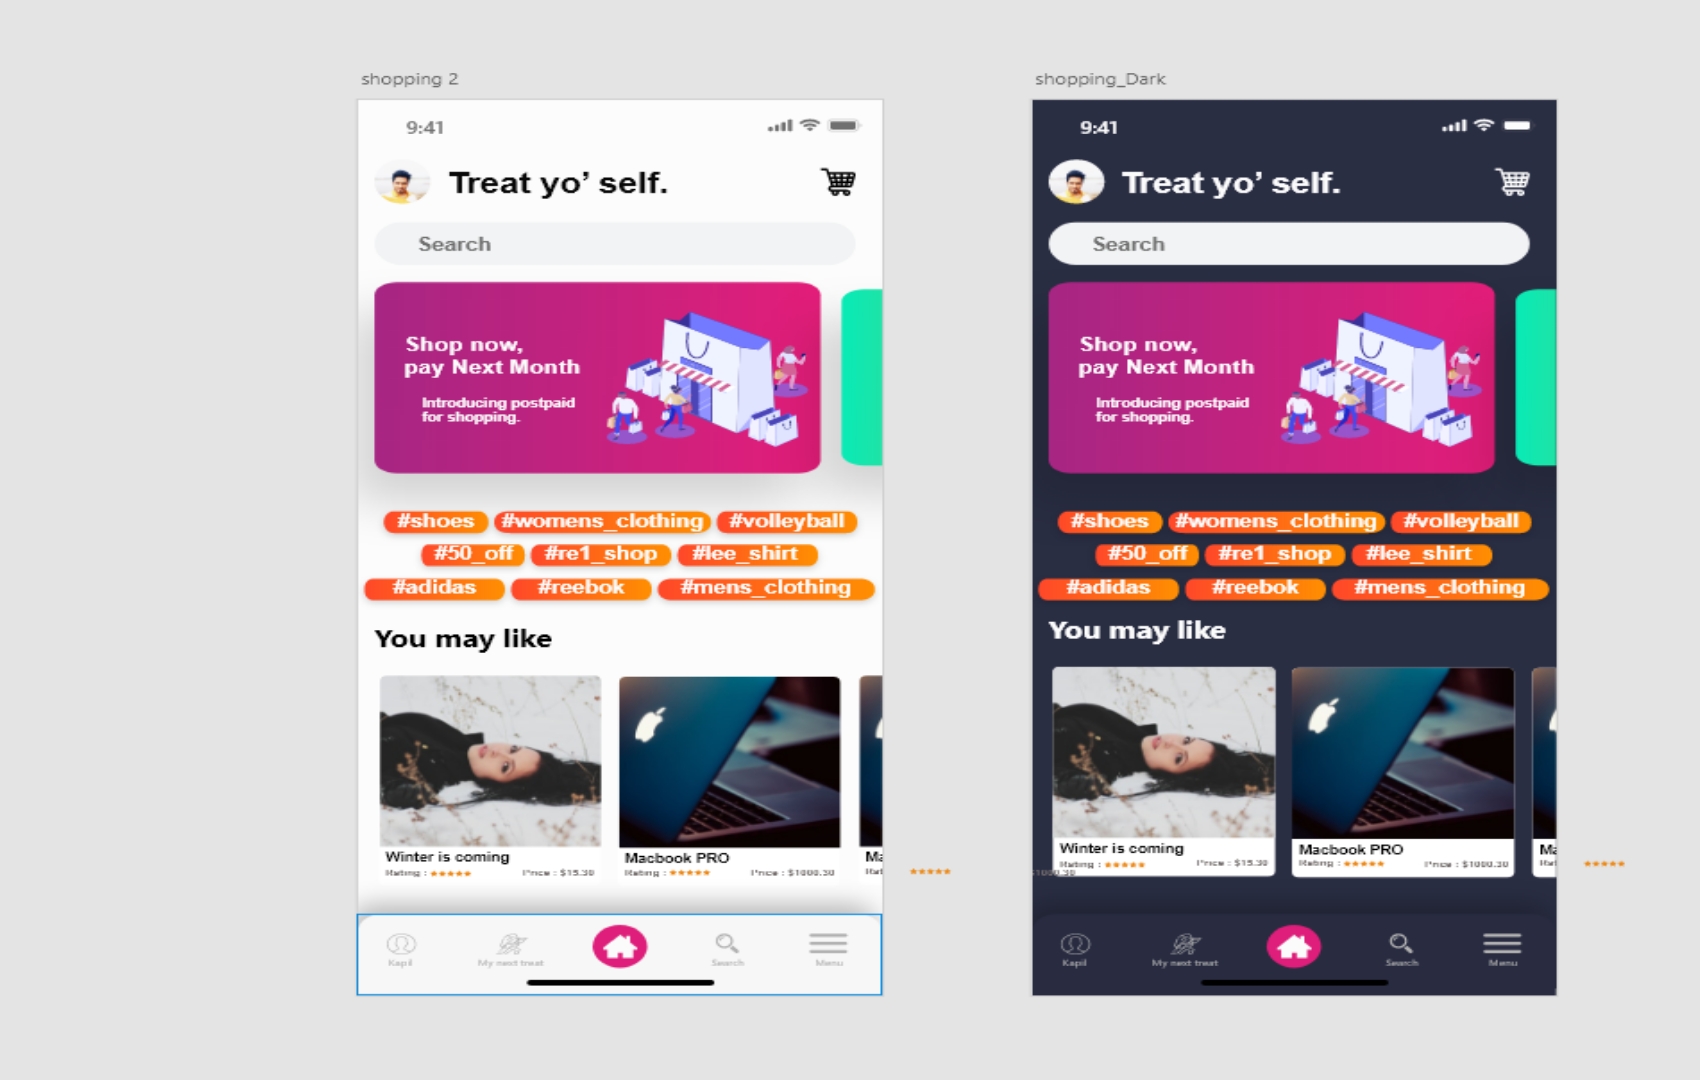 shopping 2
9:41
Treat yo’ self.
Search
Shop now,
pay Next Month
Introducing postpaid
for shopping.
#shoes #womens_clothing #volleyball
#50_off #re1_shop #lee_shirt
#adidas #reebok #mens_clothing
You may like
Winter is coming
Rating : ★★★★★ Price : $15.30
Macbook PRO
Rating : ★★★★★ Price : $1000.30
Ma
Rat
★★★★★
Kapil
My next treat
Search
Menu
shopping_Dark
9:41
Treat yo’ self.
Search
Shop now,
pay Next Month
Introducing postpaid
for shopping.
#shoes #womens_clothing #volleyball
#50_off #re1_shop #lee_shirt
#adidas #reebok #mens_clothing
You may like
Winter is coming
Rating : ★★★★★ Price : $15.30
$1000.30
Macbook PRO
Rating : ★★★★★ Price : $1000.30
Ma
Rat
★★★★★
Kapil
My next treat
Search
Menu